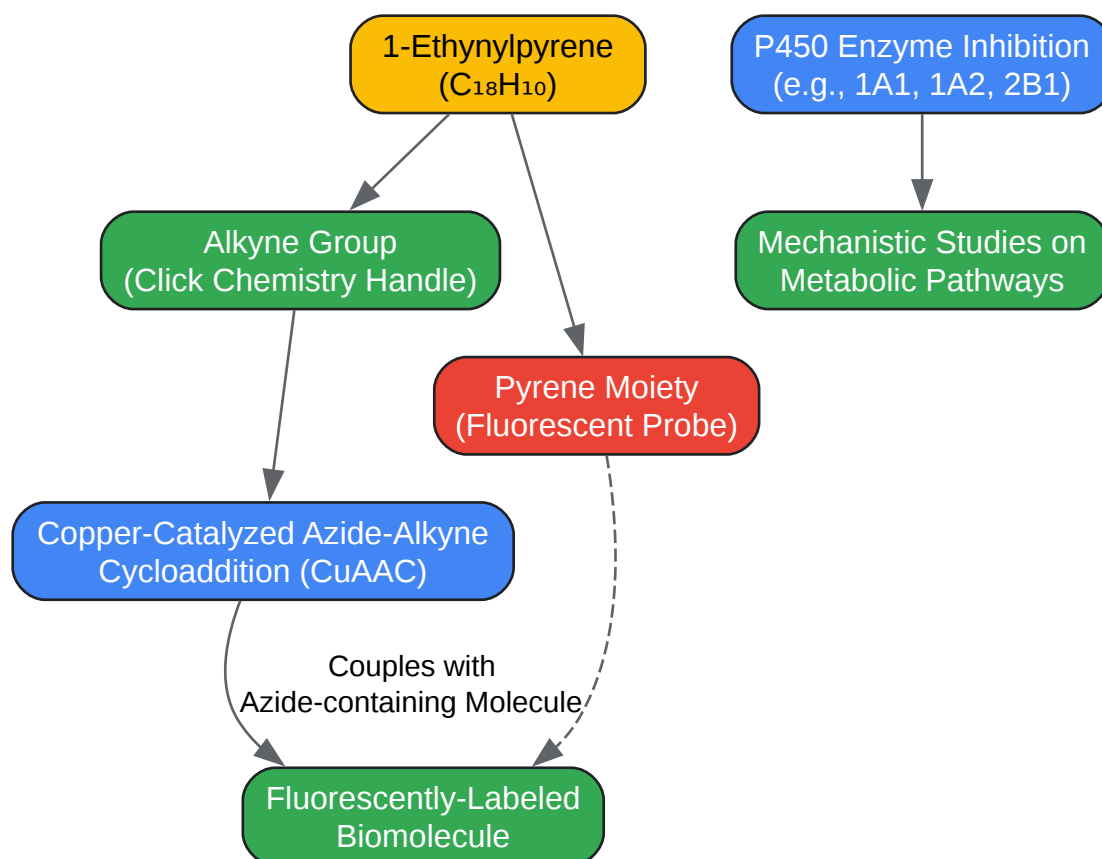 1-Ethynylpyrene
(C₁₈H₁₀)
P450 Enzyme Inhibition
(e.g., 1A1, 1A2, 2B1)
Alkyne Group
(Click Chemistry Handle)
Mechanistic Studies on
Metabolic Pathways
Pyrene Moiety
(Fluorescent Probe)
Copper-Catalyzed Azide-Alkyne
Cycloaddition (CuAAC)
Couples with
Azide-containing Molecule
Fluorescently-Labeled
Biomolecule